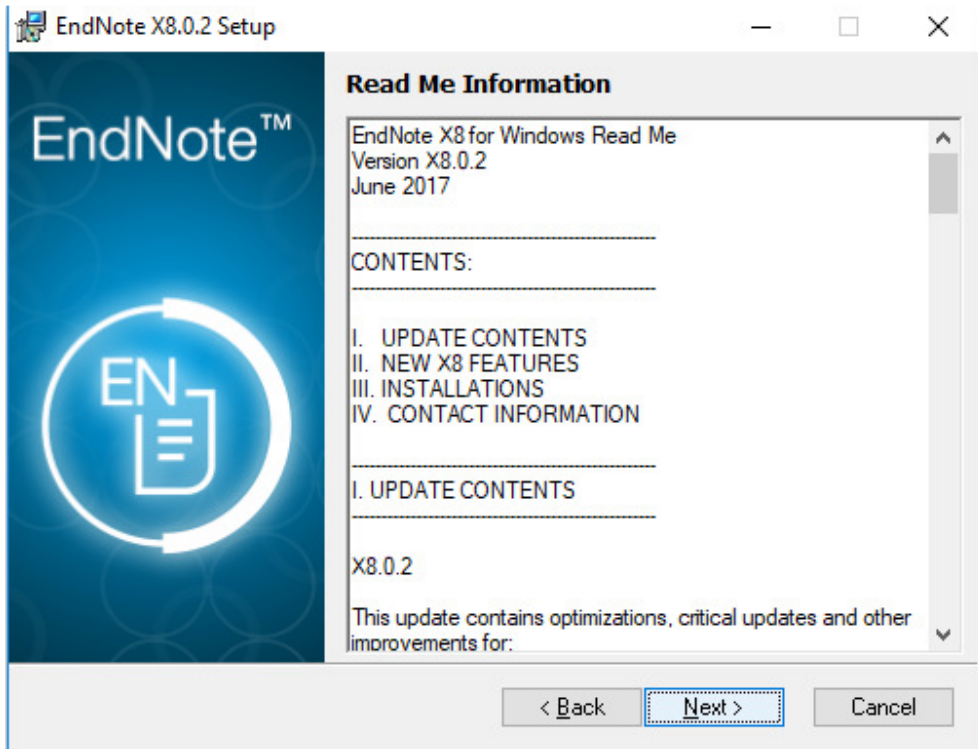 EndNote X8.0.2 Setup
EndNote™
EN
Read Me Information
EndNote X8 for Windows Read Me
Version X8.0.2
June 2017
------------------------------------------------------------
CONTENTS:
------------------------------------------------------------
I. UPDATE CONTENTS
II. NEW X8 FEATURES
III. INSTALLATIONS
IV. CONTACT INFORMATION
------------------------------------------------------------
I. UPDATE CONTENTS
------------------------------------------------------------
X8.0.2
This update contains optimizations, critical updates and other
improvements for:
< Back
Next >
Cancel